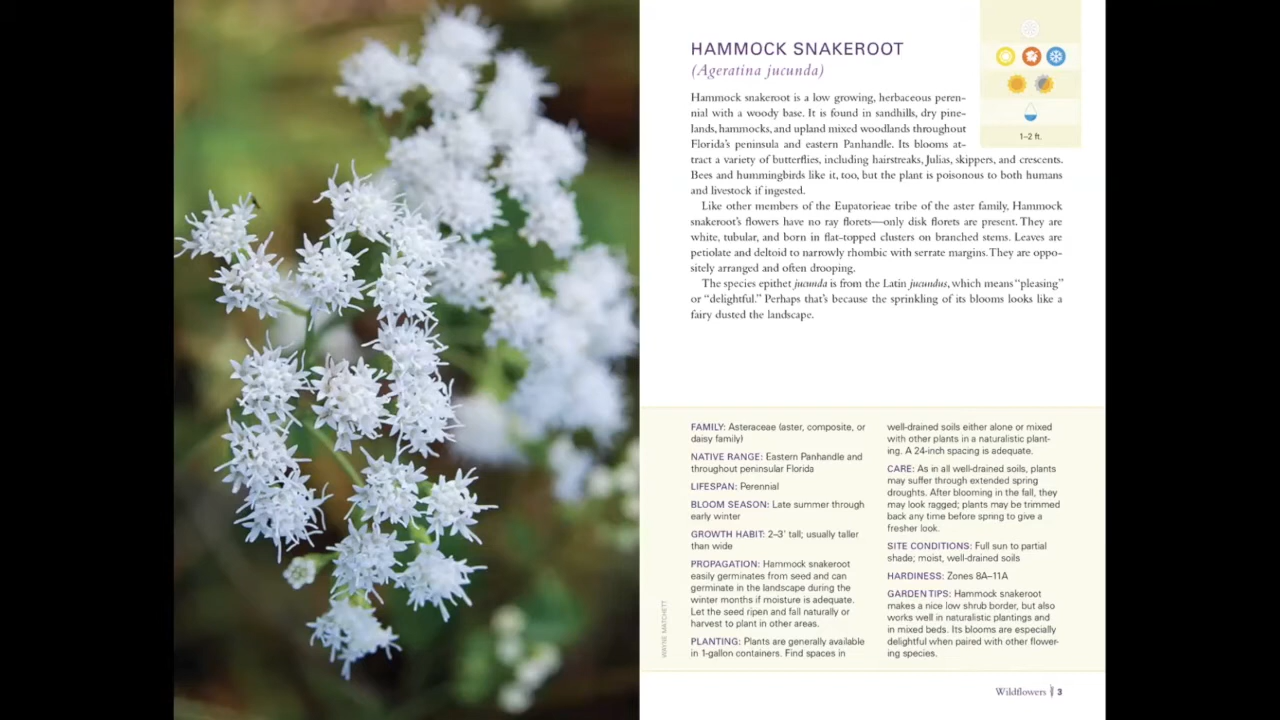 HAMMOCK SNAKEROOT
(Ageratina jucunda)
1–2 ft.
Hammock snakeroot is a low growing, herbaceous peren-
nial with a woody base. It is found in sandhills, dry pine-
lands, hammocks, and upland mixed woodlands throughout
Florida's peninsula and eastern Panhandle. Its blooms at-
tract a variety of butterflies, including hairstreaks, Julias, skippers, and crescents.
Bees and hummingbirds like it, too, but the plant is poisonous to both humans
and livestock if ingested.
Like other members of the Eupatorieae tribe of the aster family, Hammock
snakeroot's flowers have no ray florets—only disk florets are present. They are
white, tubular, and born in flat-topped clusters on branched stems. Leaves are
petiolate and deltoid to narrowly rhombic with serrate margins. They are oppo-
sitely arranged and often drooping.
The species epithet jucunda is from the Latin jucundus, which means "pleasing"
or "delightful." Perhaps that's because the sprinkling of its blooms looks like a
fairy dusted the landscape.
FAMILY: Asteraceae (aster, composite, or
daisy family)
NATIVE RANGE: Eastern Panhandle and
throughout peninsular Florida
LIFESPAN: Perennial
BLOOM SEASON: Late summer through
early winter
GROWTH HABIT: 2–3' tall; usually taller
than wide
PROPAGATION: Hammock snakeroot
easily germinates from seed and can
germinate in the landscape during the
winter months if moisture is adequate.
Let the seed ripen and fall naturally or
harvest to plant in other areas.
PLANTING: Plants are generally available
in 1-gallon containers. Find spaces in
well-drained soils either alone or mixed
with other plants in a naturalistic plant-
ing. A 24-inch spacing is adequate.
CARE: As in all well-drained soils, plants
may suffer through extended spring
droughts. After blooming in the fall, they
may look ragged; plants may be trimmed
back any time before spring to give a
fresher look.
SITE CONDITIONS: Full sun to partial
shade; moist, well-drained soils
HARDINESS: Zones 8A–11A
GARDEN TIPS: Hammock snakeroot
makes a nice low shrub border, but also
works well in naturalistic plantings and
in mixed beds. Its blooms are especially
delightful when paired with other flower-
ing species.
WAYNE MATCHETT
Wildflowers 3